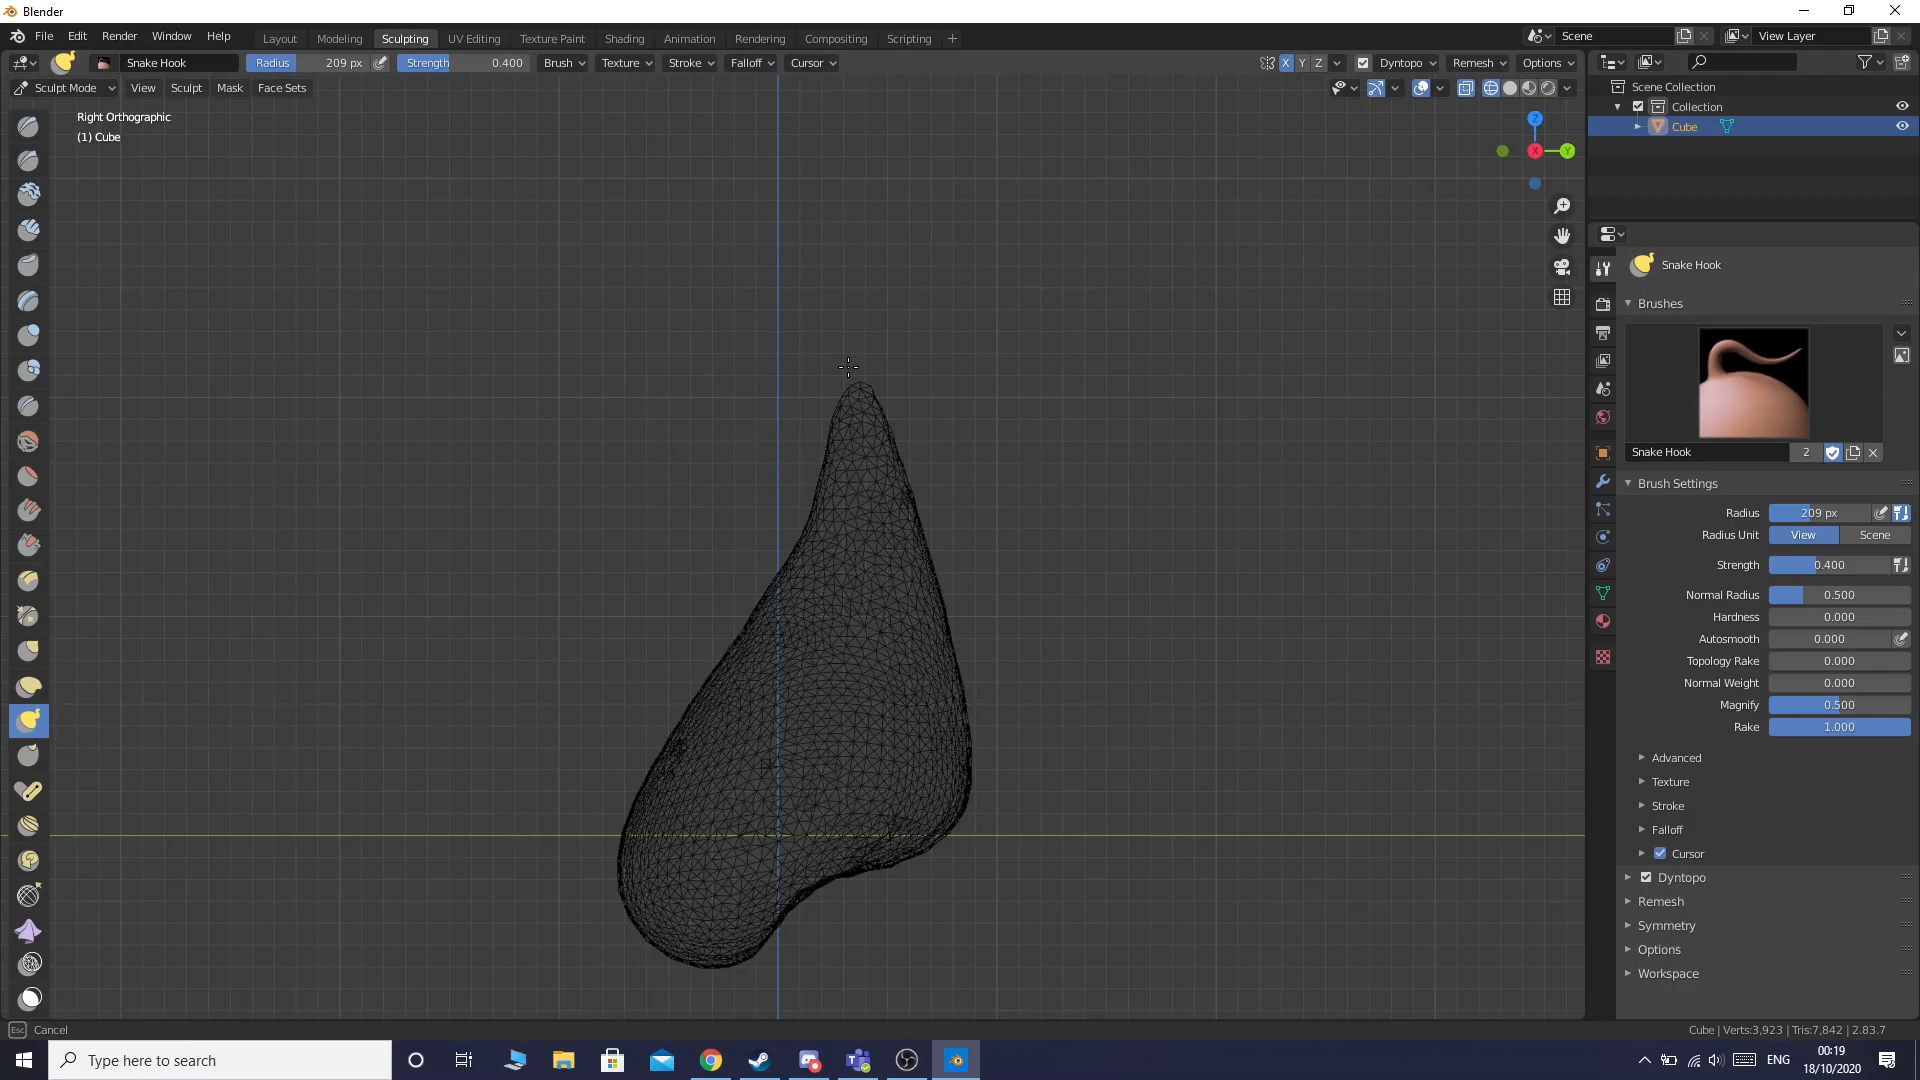 Blender
File Edit Render Window Help
Layout Modeling Sculpting UV Editing Texture Paint Shading Animation Rendering Compositing Scripting
Scene View Layer
Snake Hook Radius 209 px Strength 0.400 Brush Texture Stroke Falloff Cursor X Y Z Dyntopo Remesh Options
Sculpt Mode View Sculpt Mask Face Sets
Scene Collection
Collection
Cube
Right Orthographic
(1) Cube
Z
X
Y
Snake Hook
Brushes
Snake Hook 2
Brush Settings
Radius 209 px
Radius Unit View Scene
Strength 0.400
Normal Radius 0.500
Hardness 0.000
Autosmooth 0.000
Topology Rake 0.000
Normal Weight 0.000
Magnify 0.500
Rake 1.000
Advanced
Texture
Stroke
Falloff
Cursor
Dyntopo
Remesh
Symmetry
Options
Workspace
Esc Cancel
Cube | Verts:3,923 | Tris:7,842 | 2.83.7
Type here to search
ENG
00:19
18/10/2020